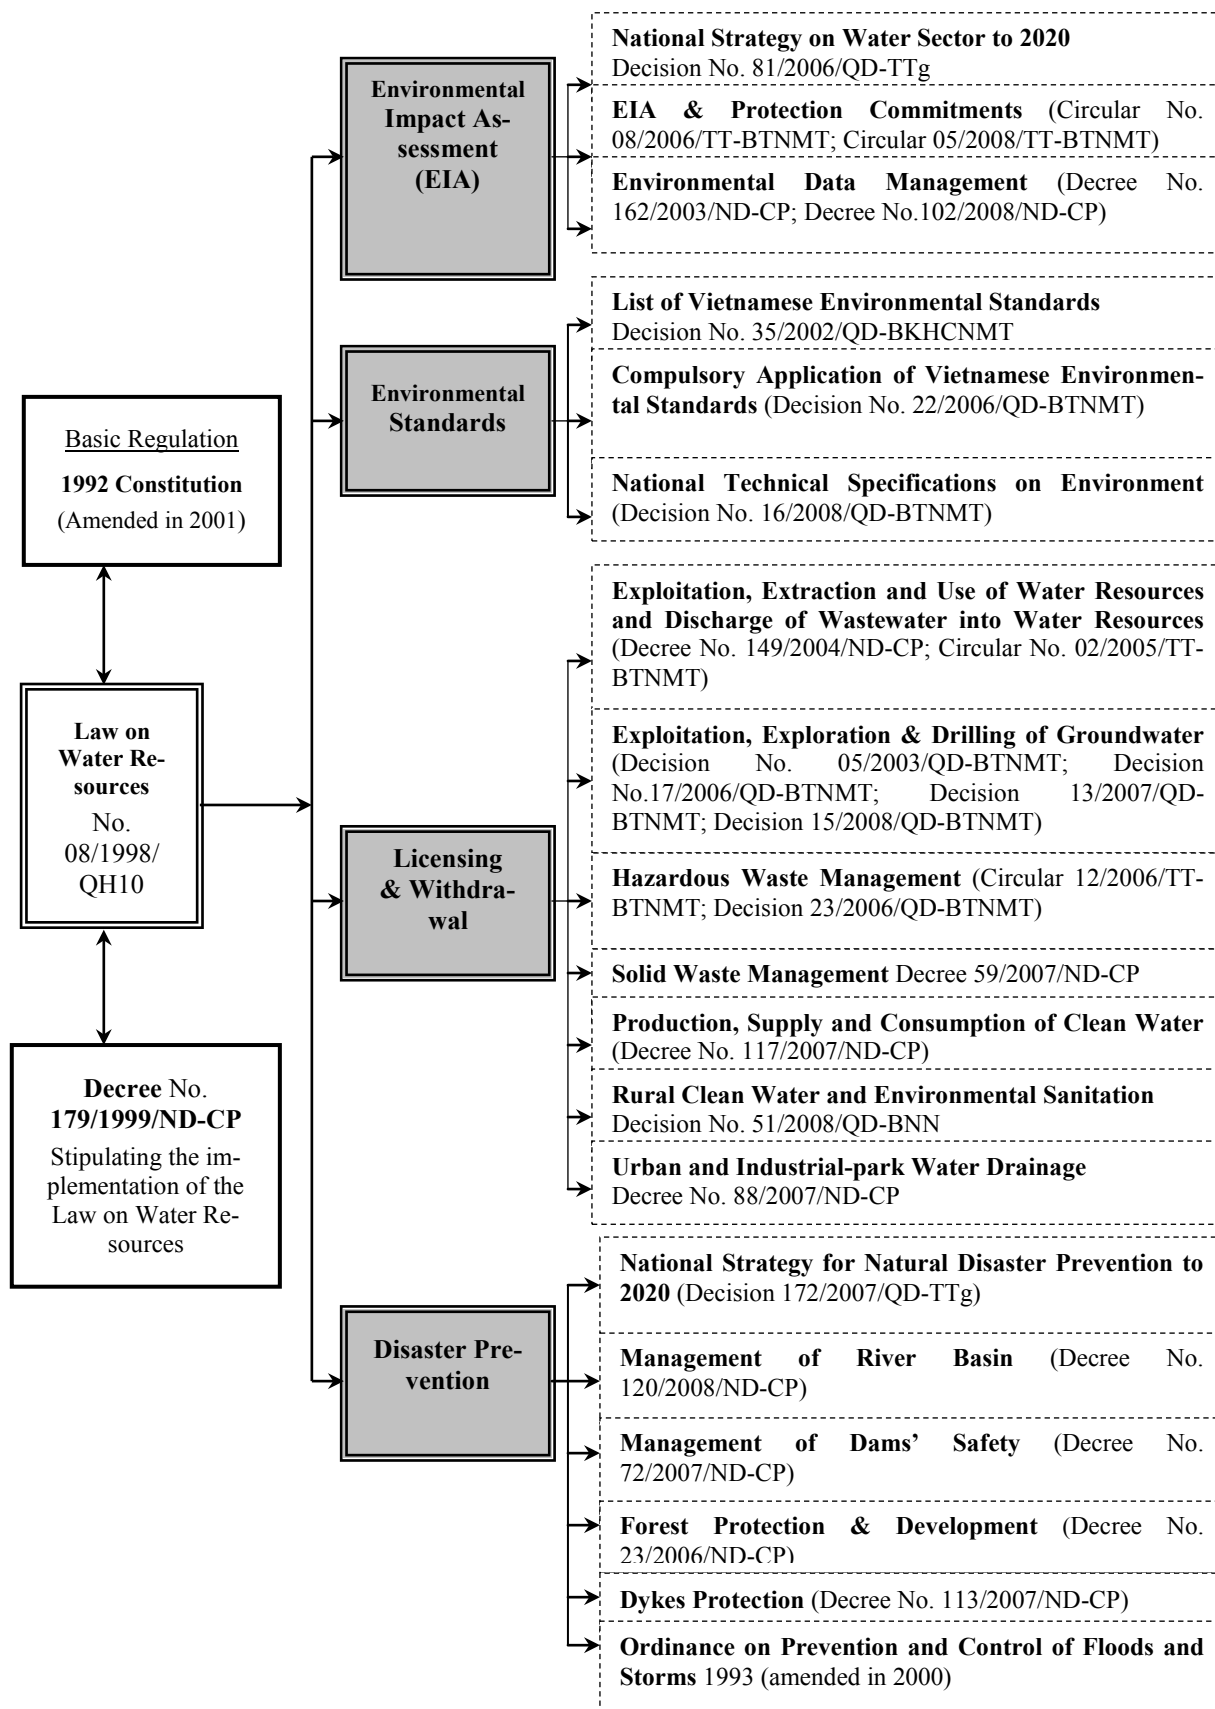 Basic Regulation
1992 Constitution
(Amended in 2001)
Law on
Water Re-
sources
No.
08/1998/
QH10
Decree No.
179/1999/ND-CP
Stipulating the im-
plementation of the
Law on Water Re-
sources
Environmental
Impact As-
sessment
(EIA)
National Strategy on Water Sector to 2020
Decision No. 81/2006/QD-TTg
EIA & Protection Commitments (Circular No.
08/2006/TT-BTNMT; Circular 05/2008/TT-BTNMT)
Environmental Data Management (Decree No.
162/2003/ND-CP; Decree No.102/2008/ND-CP)
Environmental
Standards
List of Vietnamese Environmental Standards
Decision No. 35/2002/QD-BKHCNMT
Compulsory Application of Vietnamese Environmen-
tal Standards (Decision No. 22/2006/QD-BTNMT)
National Technical Specifications on Environment
(Decision No. 16/2008/QD-BTNMT)
Licensing
& Withdra-
wal
Exploitation, Extraction and Use of Water Resources
and Discharge of Wastewater into Water Resources
(Decree No. 149/2004/ND-CP; Circular No. 02/2005/TT-
BTNMT)
Exploitation, Exploration & Drilling of Groundwater
(Decision No. 05/2003/QD-BTNMT; Decision
No.17/2006/QD-BTNMT; Decision 13/2007/QD-
BTNMT; Decision 15/2008/QD-BTNMT)
Hazardous Waste Management (Circular 12/2006/TT-
BTNMT; Decision 23/2006/QD-BTNMT)
Solid Waste Management Decree 59/2007/ND-CP
Production, Supply and Consumption of Clean Water
(Decree No. 117/2007/ND-CP)
Rural Clean Water and Environmental Sanitation
Decision No. 51/2008/QD-BNN
Urban and Industrial-park Water Drainage
Decree No. 88/2007/ND-CP
Disaster Pre-
vention
National Strategy for Natural Disaster Prevention to
2020 (Decision 172/2007/QD-TTg)
Management of River Basin (Decree No.
120/2008/ND-CP)
Management of Dams’ Safety (Decree No.
72/2007/ND-CP)
Forest Protection & Development (Decree No.
23/2006/ND-CP)
Dykes Protection (Decree No. 113/2007/ND-CP)
Ordinance on Prevention and Control of Floods and
Storms 1993 (amended in 2000)